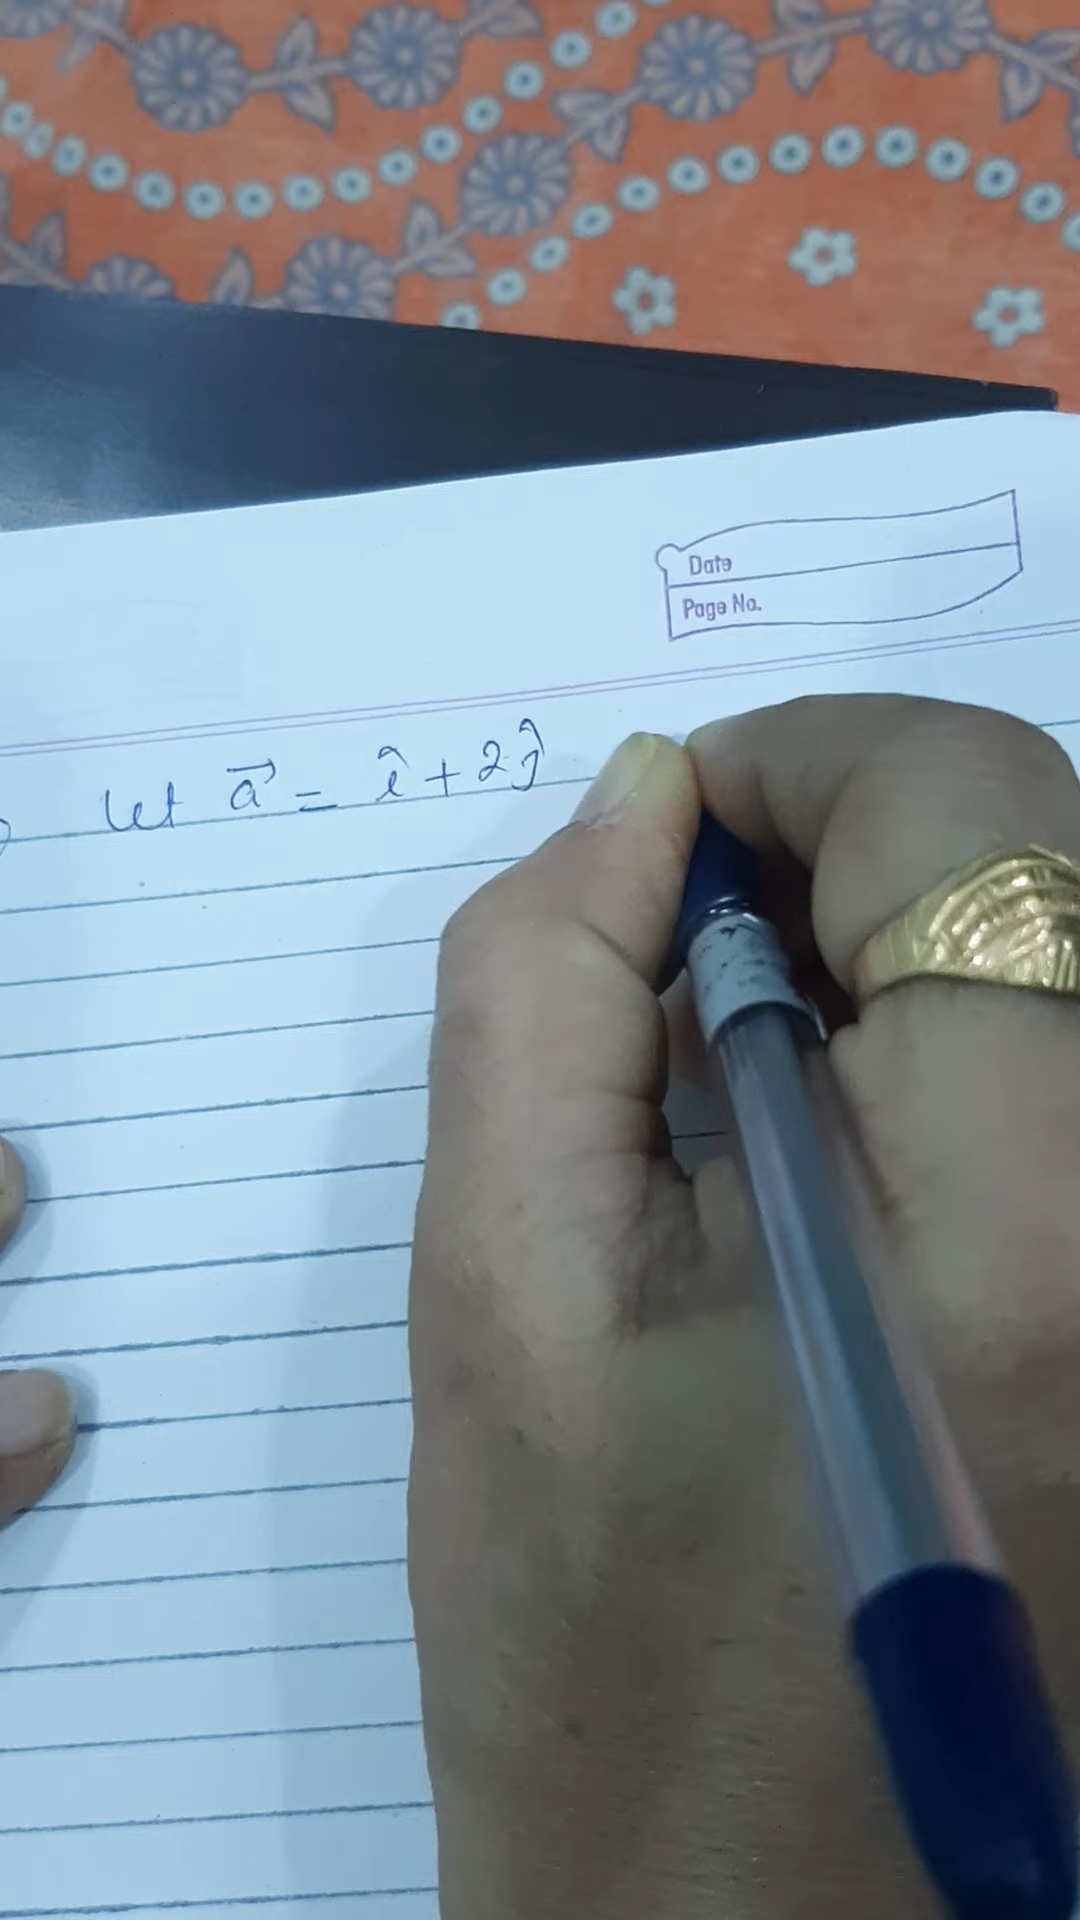 Date
Page No.
Let a⃗ = î + 2ĵ